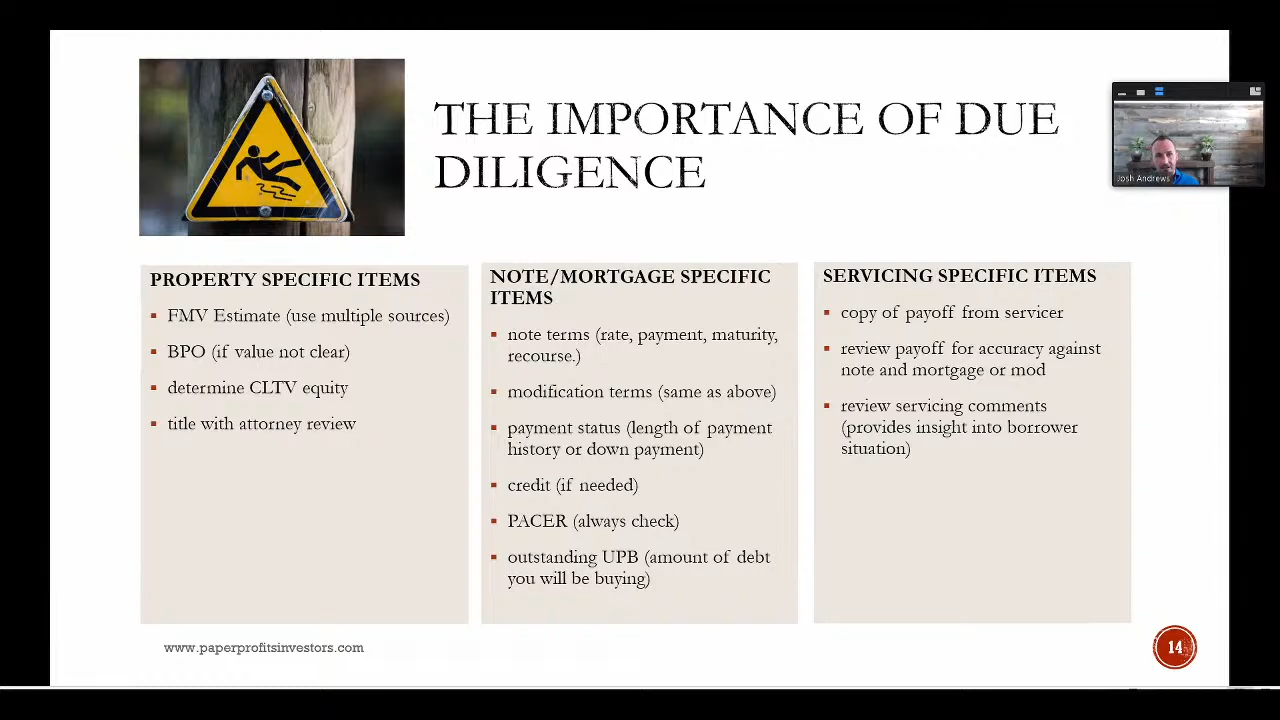 THE IMPORTANCE OF DUE
DILIGENCE
Josh Andrews
PROPERTY SPECIFIC ITEMS
▪ FMV Estimate (use multiple sources)
▪ BPO (if value not clear)
▪ determine CLTV equity
▪ title with attorney review
NOTE/MORTGAGE SPECIFIC
ITEMS
▪ note terms (rate, payment, maturity,
recourse.)
▪ modification terms (same as above)
▪ payment status (length of payment
history or down payment)
▪ credit (if needed)
▪ PACER (always check)
▪ outstanding UPB (amount of debt
you will be buying)
SERVICING SPECIFIC ITEMS
▪ copy of payoff from servicer
▪ review payoff for accuracy against
note and mortgage or mod
▪ review servicing comments
(provides insight into borrower
situation)
www.paperprofitsinvestors.com
14